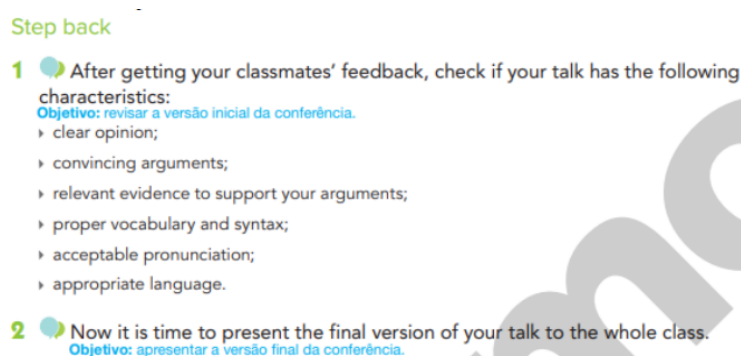 Step back
1 After getting your classmates' feedback, check if your talk has the following
characteristics:
Objetivo: revisar a versão inicial da conferência.
clear opinion;
convincing arguments;
relevant evidence to support your arguments;
proper vocabulary and syntax;
acceptable pronunciation;
appropriate language.
2 Now it is time to present the final version of your talk to the whole class.
Objetivo: apresentar a versão final da conferência.